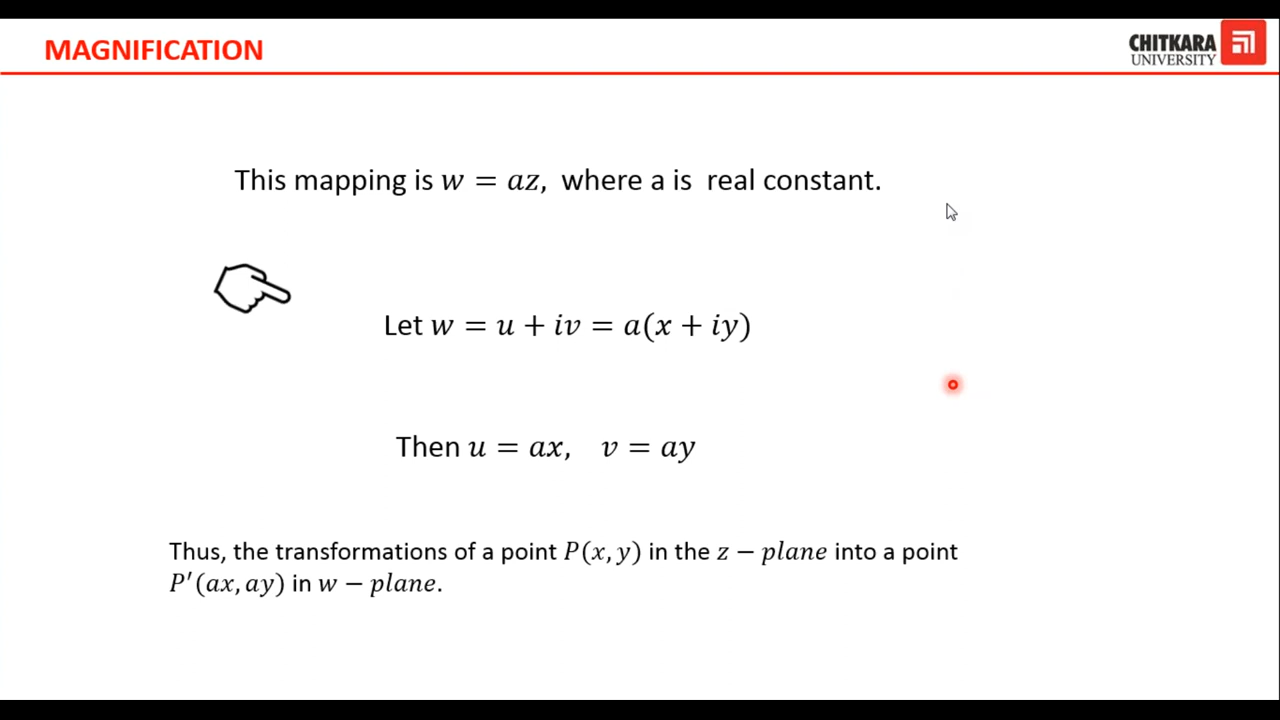 MAGNIFICATION
CHITKARA
UNIVERSITY
This mapping is w = az, where a is real constant.
Let w = u + iv = a(x + iy)
Then u = ax, v = ay
Thus, the transformations of a point P(x, y) in the z − plane into a point
P′(ax, ay) in w − plane.